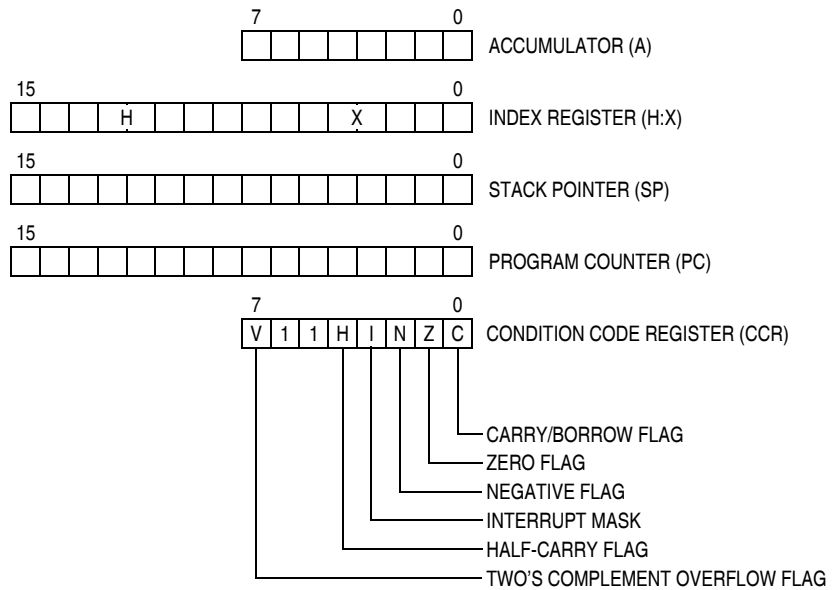 7 0
ACCUMULATOR (A)
15 0
H X INDEX REGISTER (H:X)
15 0
STACK POINTER (SP)
15 0
PROGRAM COUNTER (PC)
7 0
V 1 1 H I N Z C CONDITION CODE REGISTER (CCR)
CARRY/BORROW FLAG
ZERO FLAG
NEGATIVE FLAG
INTERRUPT MASK
HALF-CARRY FLAG
TWO'S COMPLEMENT OVERFLOW FLAG